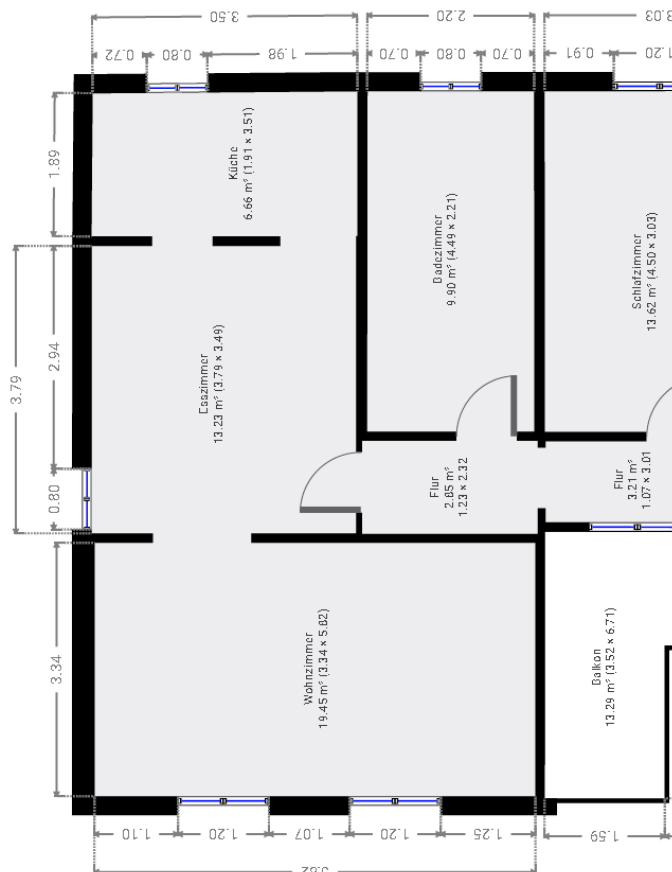 3.50
2.20
3.03
0.72
0.80
1.98
0.70
0.80
0.70
0.91
1.20
1.89
Küche
6.66 m² (1.91 × 3.51)
Badezimmer
9.90 m² (4.49 × 2.21)
Schlafzimmer
13.62 m² (4.50 × 3.03)
3.79
2.94
0.80
Esszimmer
13.23 m² (3.79 × 3.49)
Flur
2.85 m²
1.23 × 2.32
Flur
3.21 m²
1.07 × 3.01
3.34
Wohnzimmer
19.45 m² (3.34 × 5.82)
Balkon
13.29 m² (3.52 × 6.71)
1.10
1.20
1.07
1.20
1.25
1.59
5.82